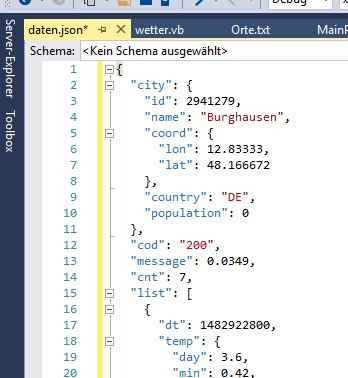 Debug
daten.json* wetter.vb Orte.txt MainP
Schema: <Kein Schema ausgewählt>
Server-Explorer
Toolbox
1 {
2 "city": {
3 "id": 2941279,
4 "name": "Burghausen",
5 "coord": {
6 "lon": 12.83333,
7 "lat": 48.166672
8 },
9 "country": "DE",
10 "population": 0
11 },
12 "cod": "200",
13 "message": 0.0349,
14 "cnt": 7,
15 "list": [
16 {
17 "dt": 1482922800,
18 "temp": {
19 "day": 3.6,
20 "min": 0.42,